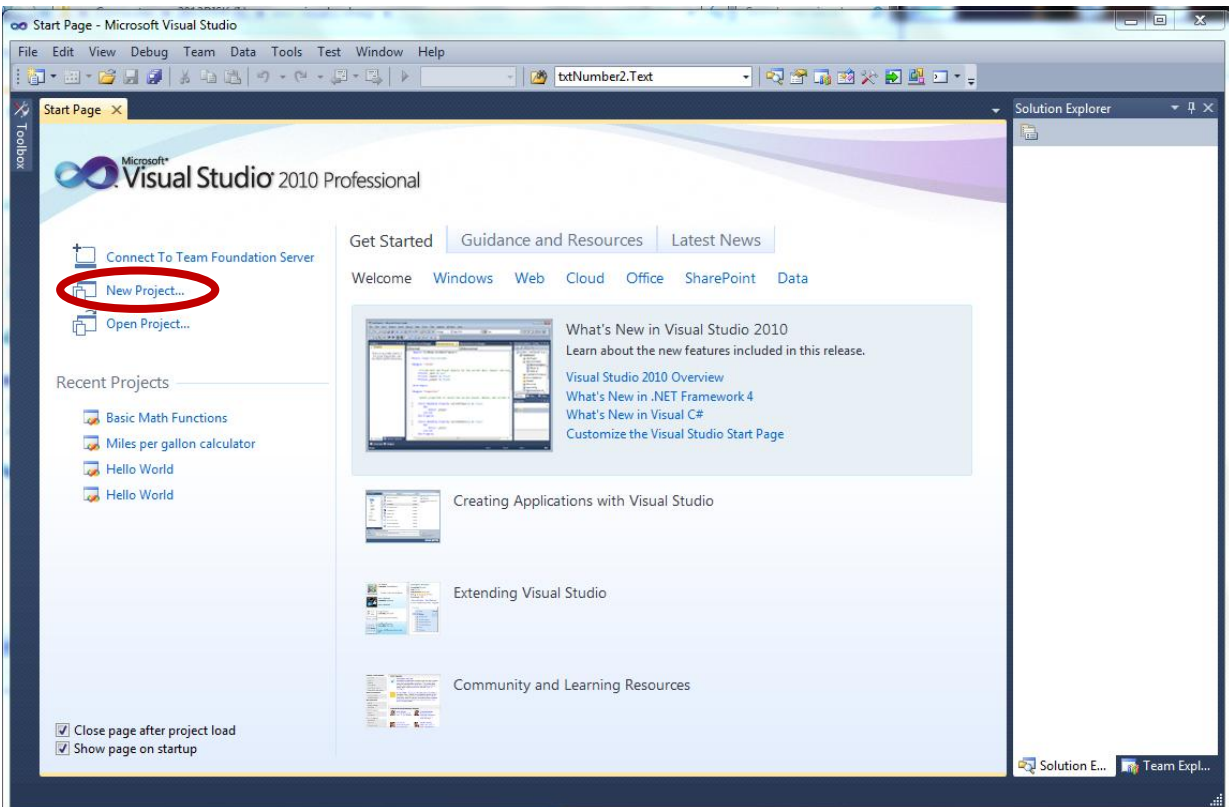 Start Page - Microsoft Visual Studio
File Edit View Debug Team Data Tools Test Window Help
txtNumber2.Text
Toolbox
Start Page
Solution Explorer
Microsoft
Visual Studio 2010 Professional
Connect To Team Foundation Server
New Project...
Open Project...
Recent Projects
Basic Math Functions
Miles per gallon calculator
Hello World
Hello World
Close page after project load
Show page on startup
Get Started Guidance and Resources Latest News
Welcome Windows Web Cloud Office SharePoint Data
What's New in Visual Studio 2010
Learn about the new features included in this release.
Visual Studio 2010 Overview
What's New in .NET Framework 4
What's New in Visual C#
Customize the Visual Studio Start Page
Creating Applications with Visual Studio
Extending Visual Studio
Community and Learning Resources
Solution E... Team Expl...